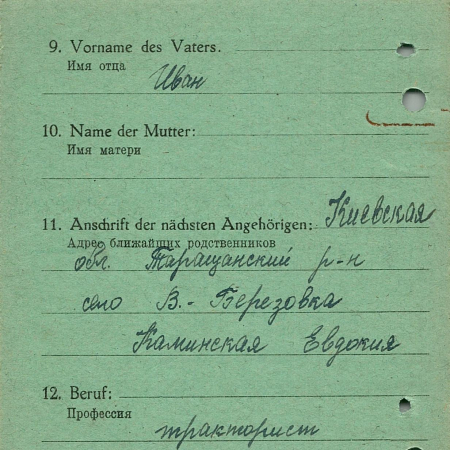 9. Vorname des Vaters.
Имя отца
Иван
10. Name der Mutter:
Имя матери
11. Anschrift der nächsten Angehörigen: Киевская
Адрес ближайших родственников
обл. Таращанский р-н
село В.-Березовка
Каминская Евдокия
12. Beruf:
Профессия
тракторист